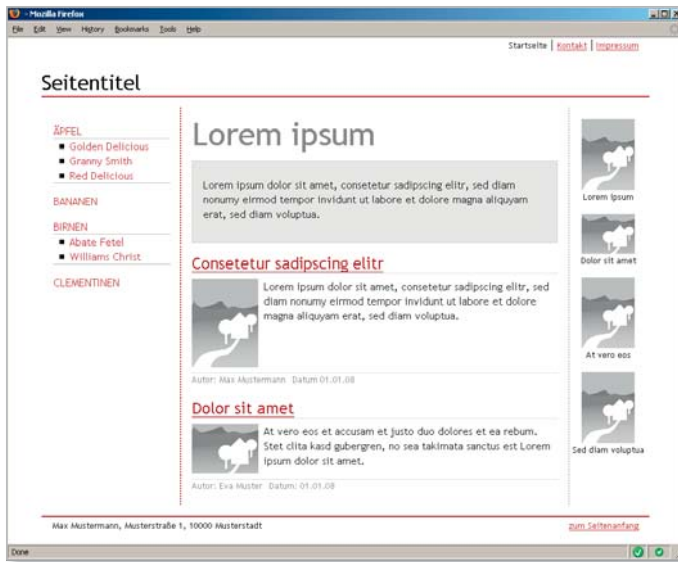 - Mozilla Firefox
File Edit View History Bookmarks Tools Help
Startseite | Kontakt | Impressum
Seitentitel
ÄPFEL
Golden Delicious
Granny Smith
Red Delicious
BANANEN
BIRNEN
Abate Fetel
Williams Christ
CLEMENTINEN
Lorem ipsum
Lorem ipsum dolor sit amet, consetetur sadipscing elitr, sed diam
nonumy eirmod tempor invidunt ut labore et dolore magna aliquyam
erat, sed diam voluptua.
Consetetur sadipscing elitr
Lorem ipsum dolor sit amet, consetetur sadipscing elitr, sed
diam nonumy eirmod tempor invidunt ut labore et dolore
magna aliquyam erat, sed diam voluptua.
Autor: Max Mustermann Datum 01.01.08
Dolor sit amet
At vero eos et accusam et justo duo dolores et ea rebum.
Stet clita kasd gubergren, no sea takimata sanctus est Lorem
ipsum dolor sit amet.
Autor: Eva Muster Datum: 01.01.08
Lorem ipsum
Dolor sit amet
At vero eos
Sed diam voluptua
Max Mustermann, Musterstraße 1, 10000 Musterstadt
zum Seitenanfang
Done